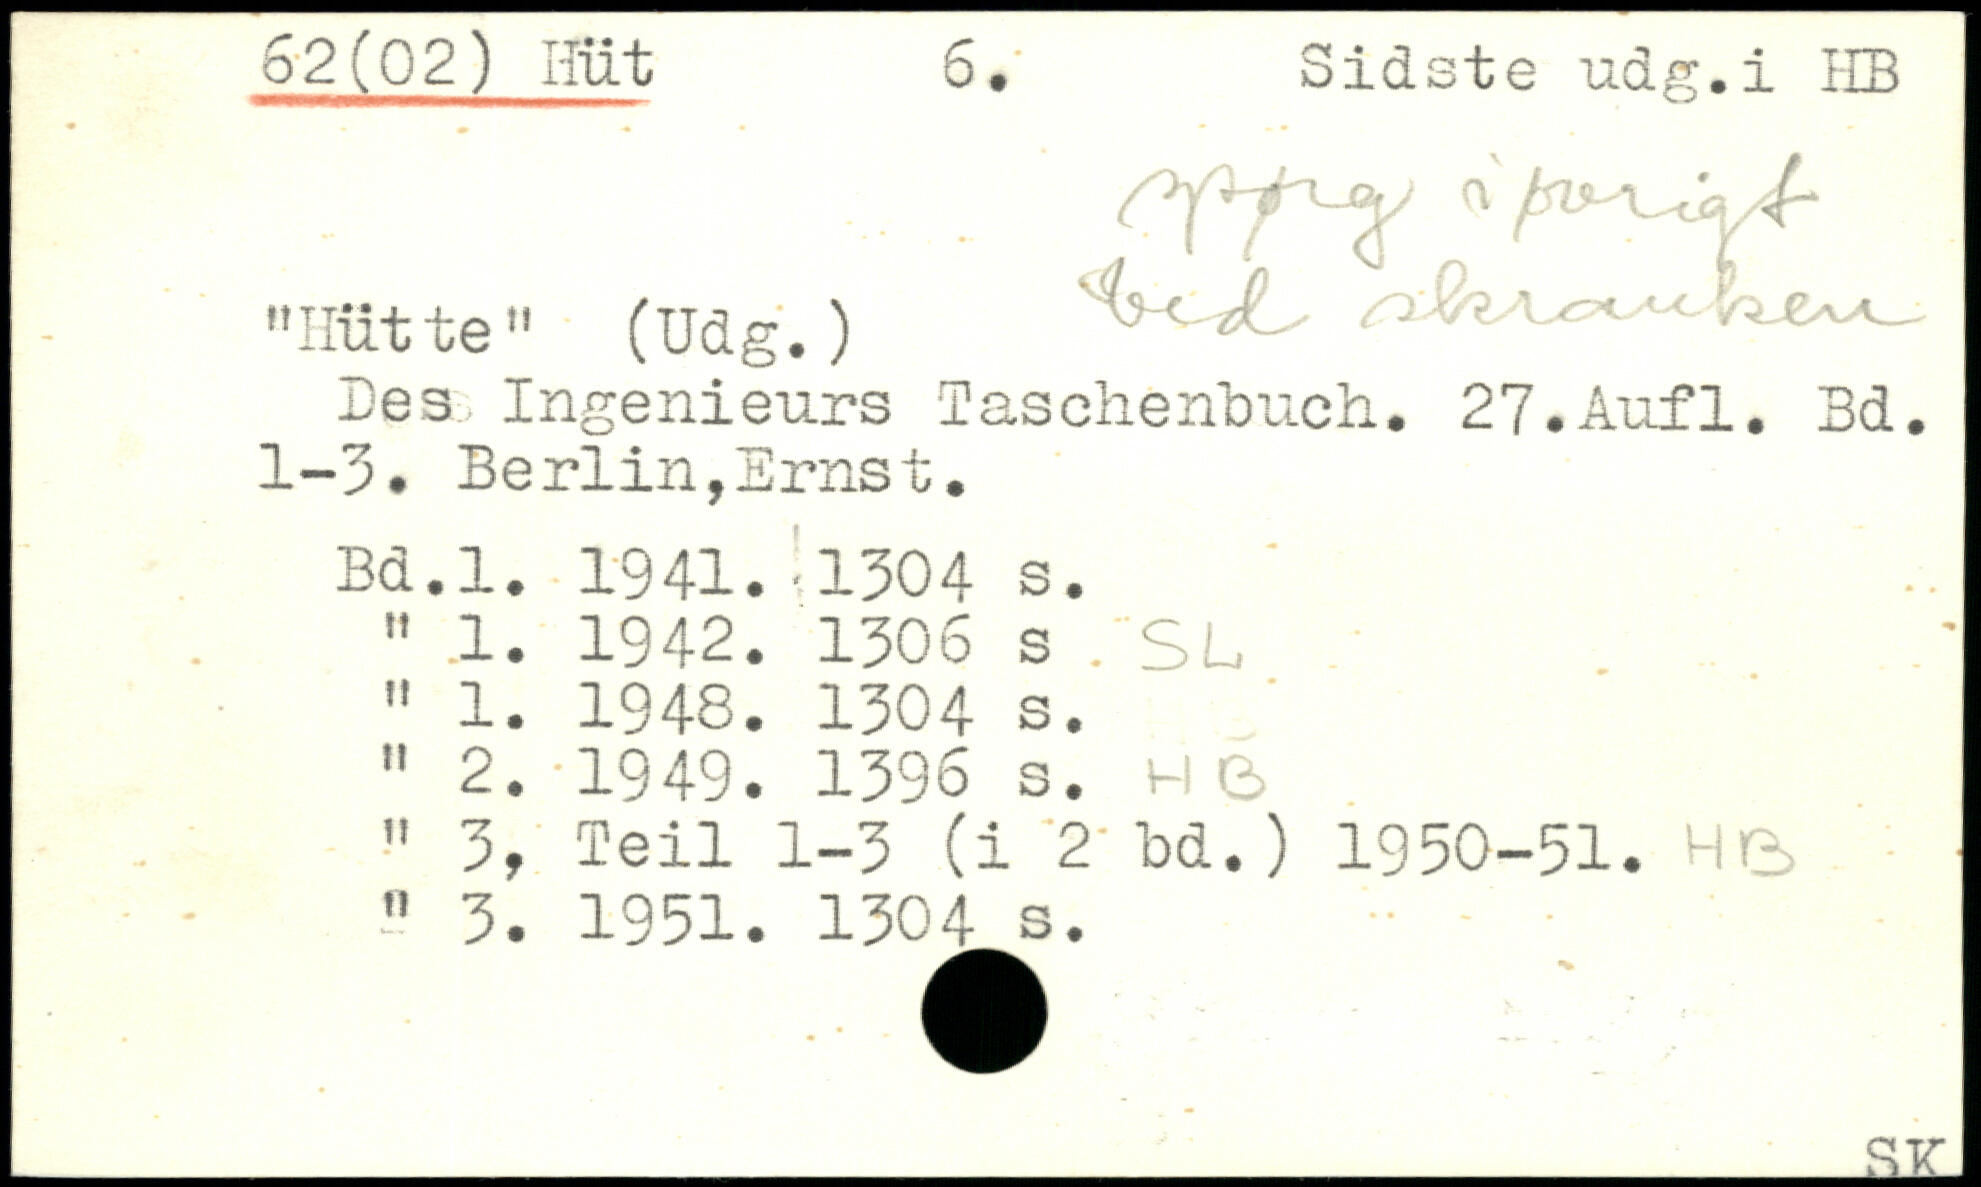 62(02) Hüt 6. Sidste udg.i HB
spørg i øvrigt
ved skranken
"Hütte" (Udg.)
Des Ingenieurs Taschenbuch. 27.Aufl. Bd.
1-3. Berlin,Ernst.
Bd.1. 1941. 1304 s.
" 1. 1942. 1306 s SL
" 1. 1948. 1304 s.
" 2. 1949. 1396 s. HB
" 3, Teil 1-3 (i 2 bd.) 1950-51. HB
" 3. 1951. 1304 s.
SK